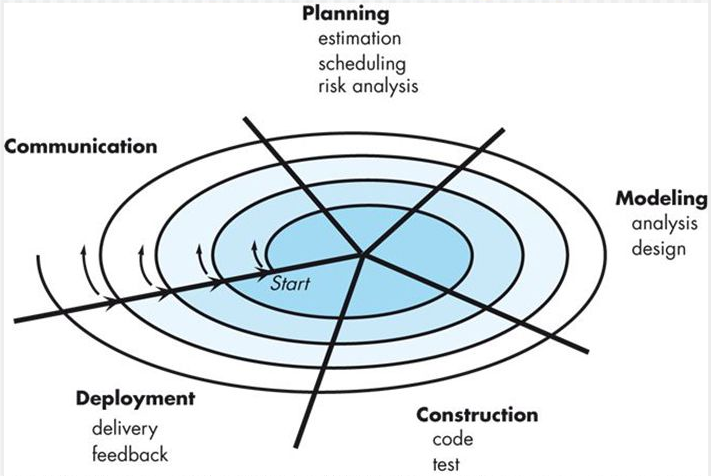 Planning
estimation
scheduling
risk analysis
Communication
Modeling
analysis
design
Start
Deployment
delivery
feedback
Construction
code
test